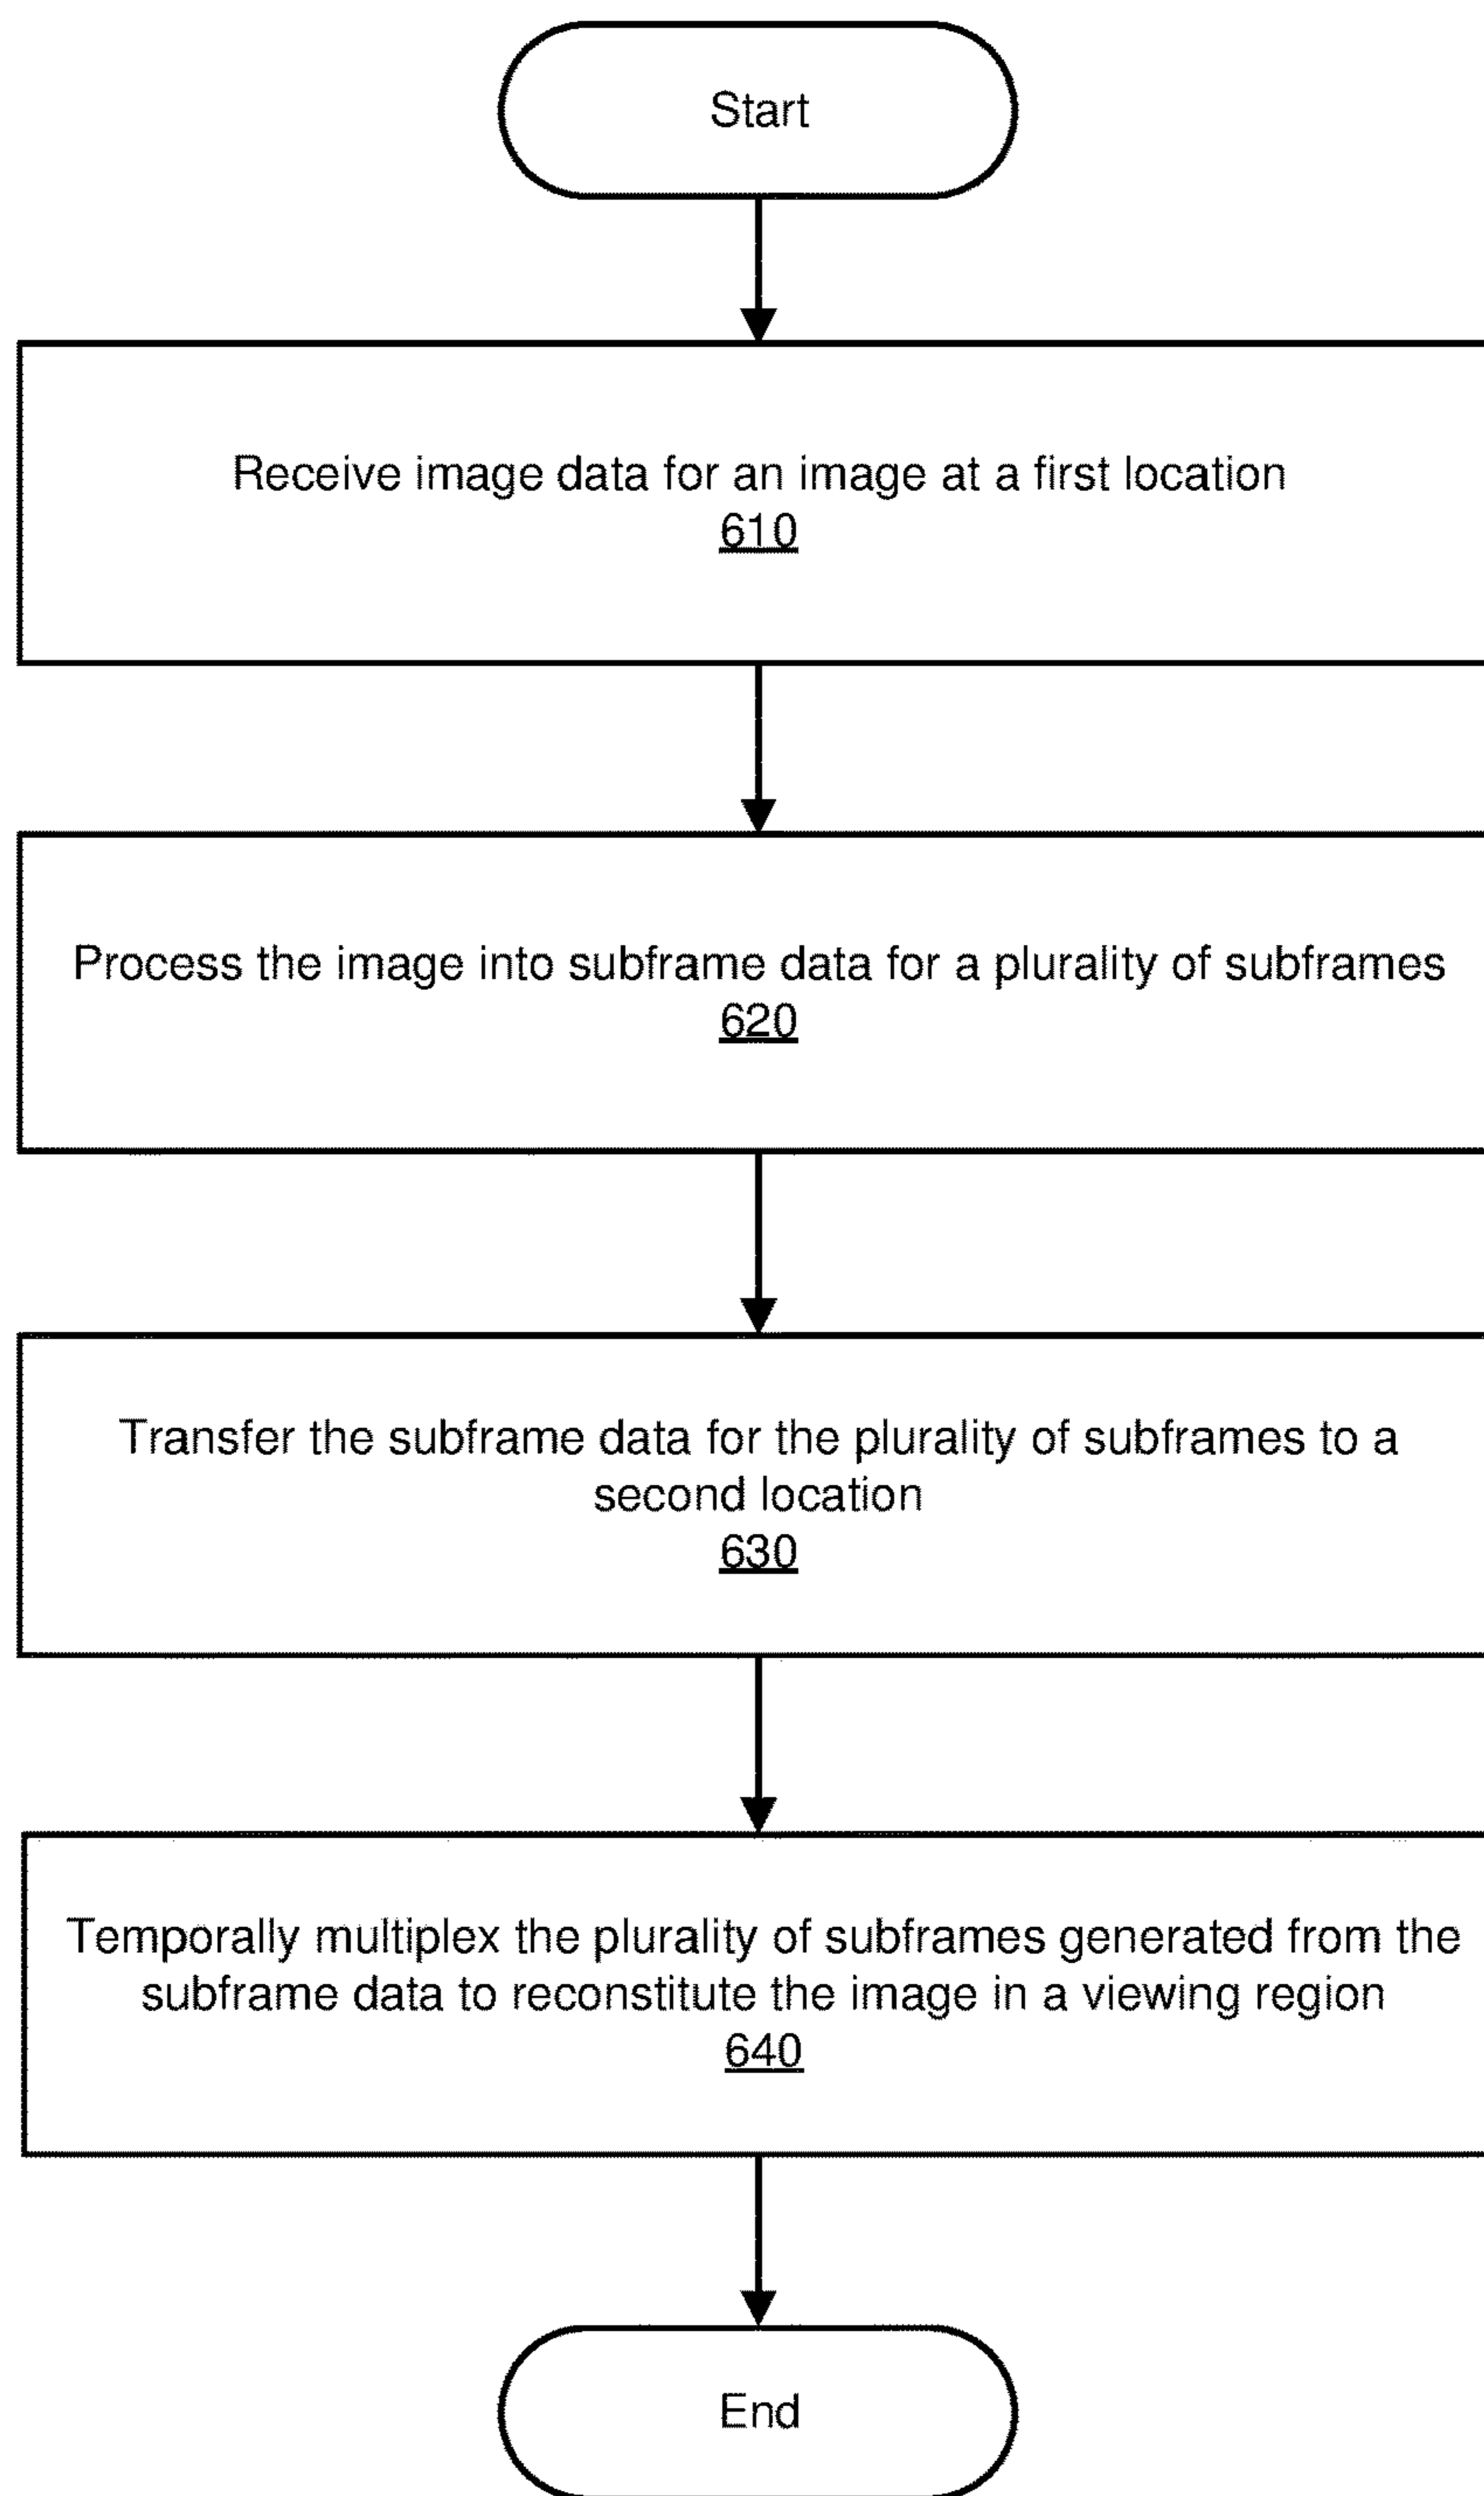 Start
Receive image data for an image at a first location
610
Process the image into subframe data for a plurality of subframes
620
Transfer the subframe data for the plurality of subframes to a
second location
630
Temporally multiplex the plurality of subframes generated from the
subframe data to reconstitute the image in a viewing region
640
End